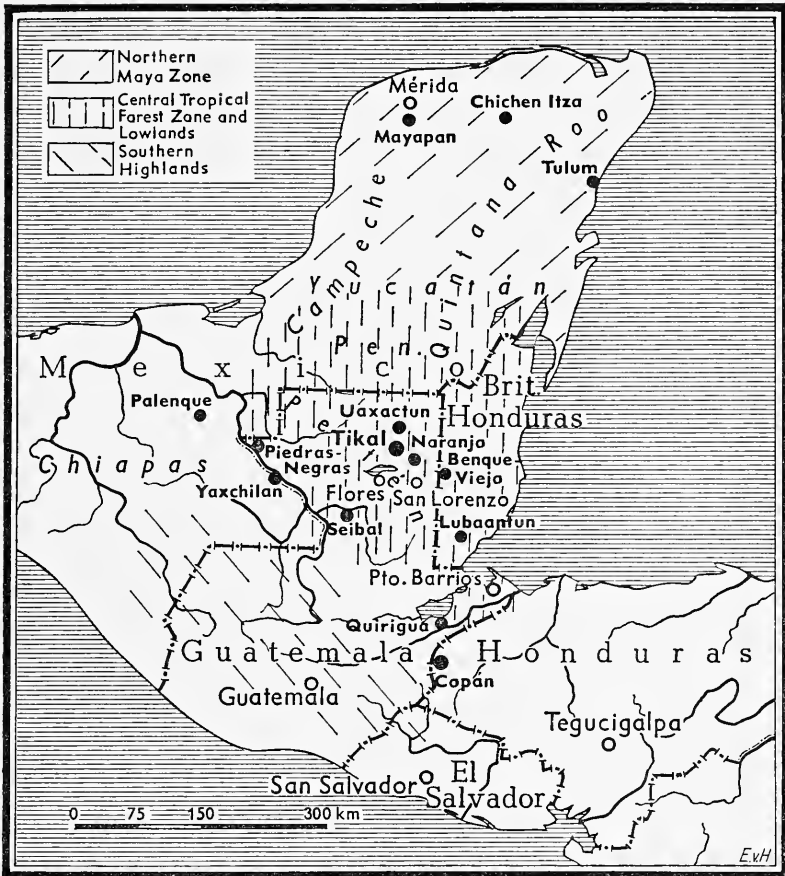 Northern
Maya Zone
Central Tropical
Forest Zone and
Lowlands
Southern
Highlands
Mérida
Mayapan
Chichen Itza
Tulum
Campeche
Quintana Roo
Yucatán
Pen.
Mexico
Brit.
Honduras
Palenque
Uaxactun
Tikal
Naranjo
Piedras-
Negras
Benque-
Viejo
Chiapas
Yaxchilan
Flores
San Lorenzo
Petén
Seibal
Lubaantun
Pto. Barrios
Quiriguá
Guatemala
Honduras
Copán
Guatemala
Tegucigalpa
San Salvador
El
Salvador
0 75 150 300 km
E.v.H